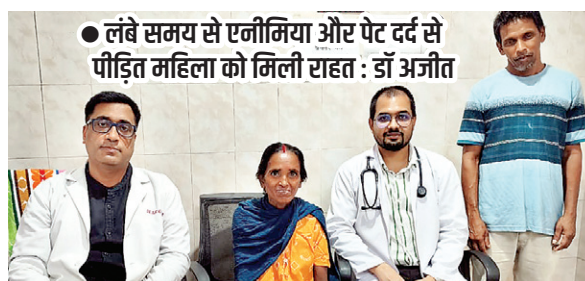 ● लंबे समय से एनीमिया और पेट दर्द से
पीड़ित महिला को मिली राहत : डॉ अजीत